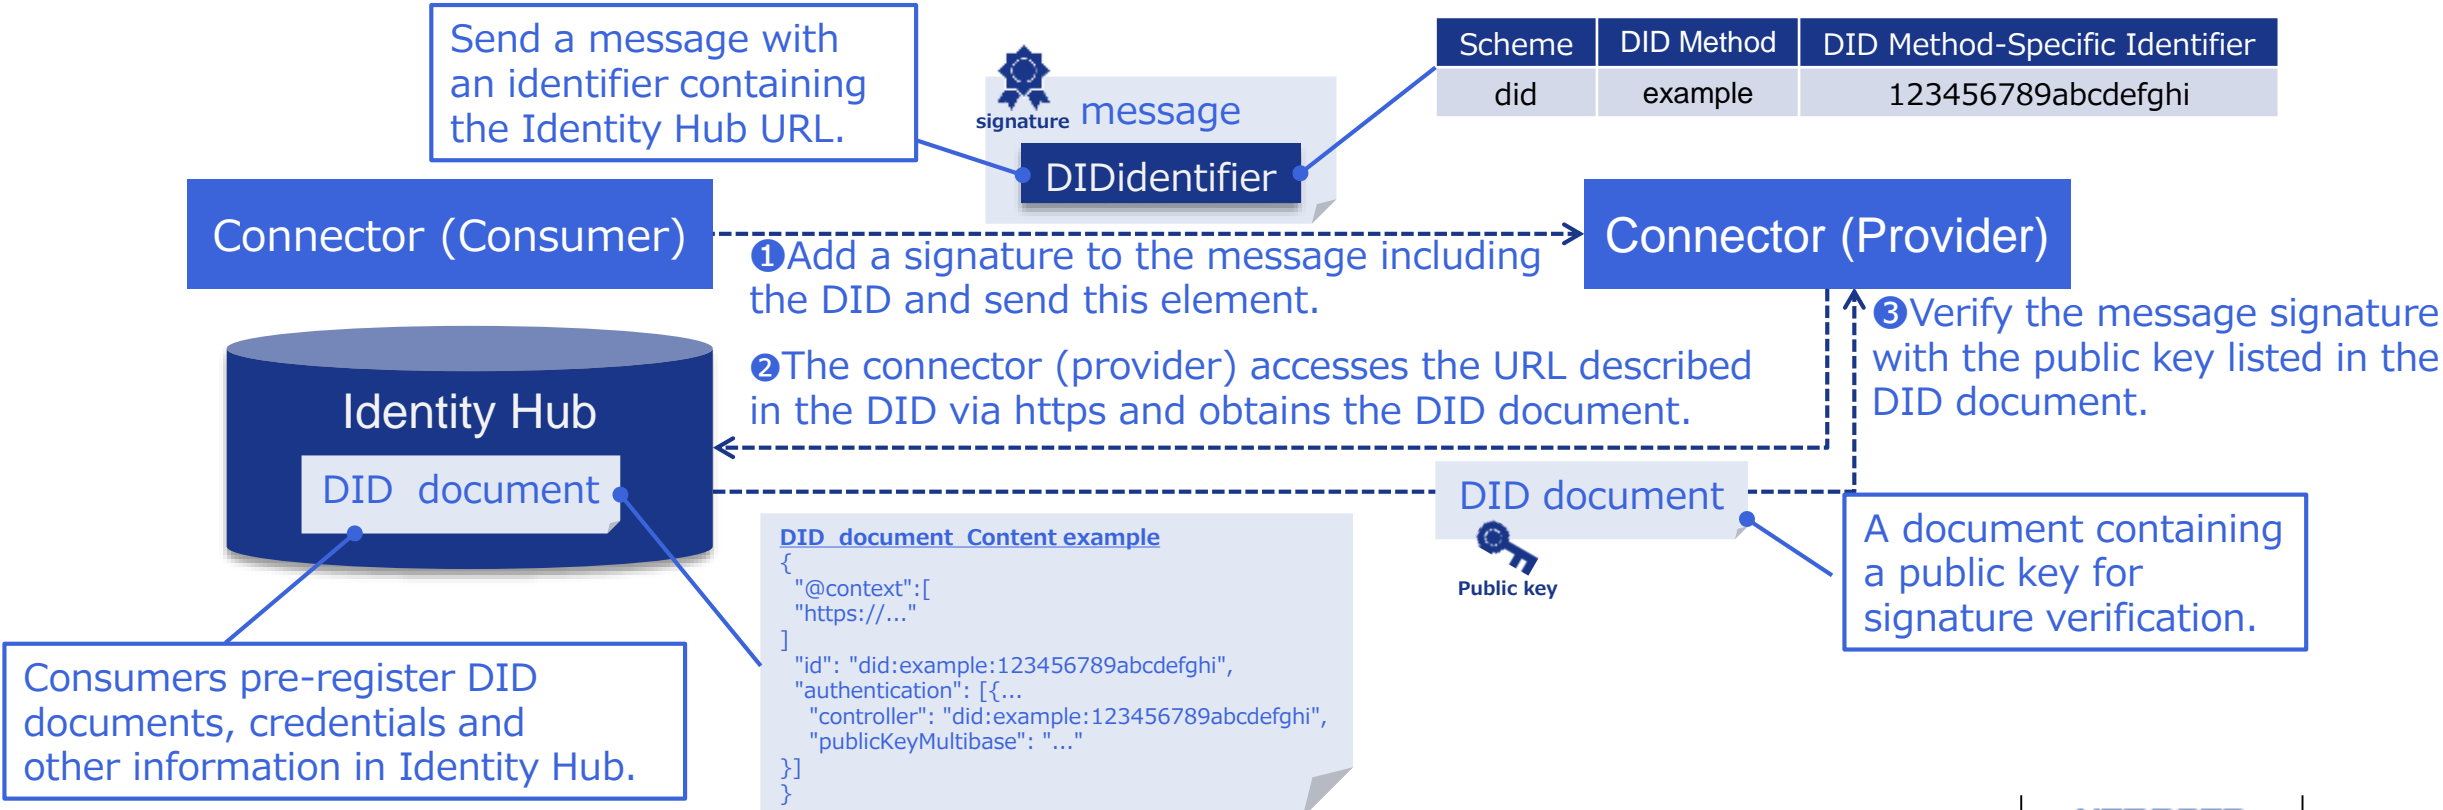 Send a message with
an identifier containing
the Identity Hub URL.
signature
message
DIDidentifier
Scheme DID Method DID Method-Specific Identifier
did example 123456789abcdefghi
Connector (Consumer)
Connector (Provider)
❶Add a signature to the message including
the DID and send this element.
❷The connector (provider) accesses the URL described
in the DID via https and obtains the DID document.
❸Verify the message signature
with the public key listed in the
DID document.
Identity Hub
DID document
DID document
Public key
A document containing
a public key for
signature verification.
Consumers pre-register DID
documents, credentials and
other information in Identity Hub.
DID document Content example
{
"@context":[
"https://..."
]
"id": "did:example:123456789abcdefghi",
"authentication": [{...
"controller": "did:example:123456789abcdefghi",
"publicKeyMultibase": "..."
}]
}